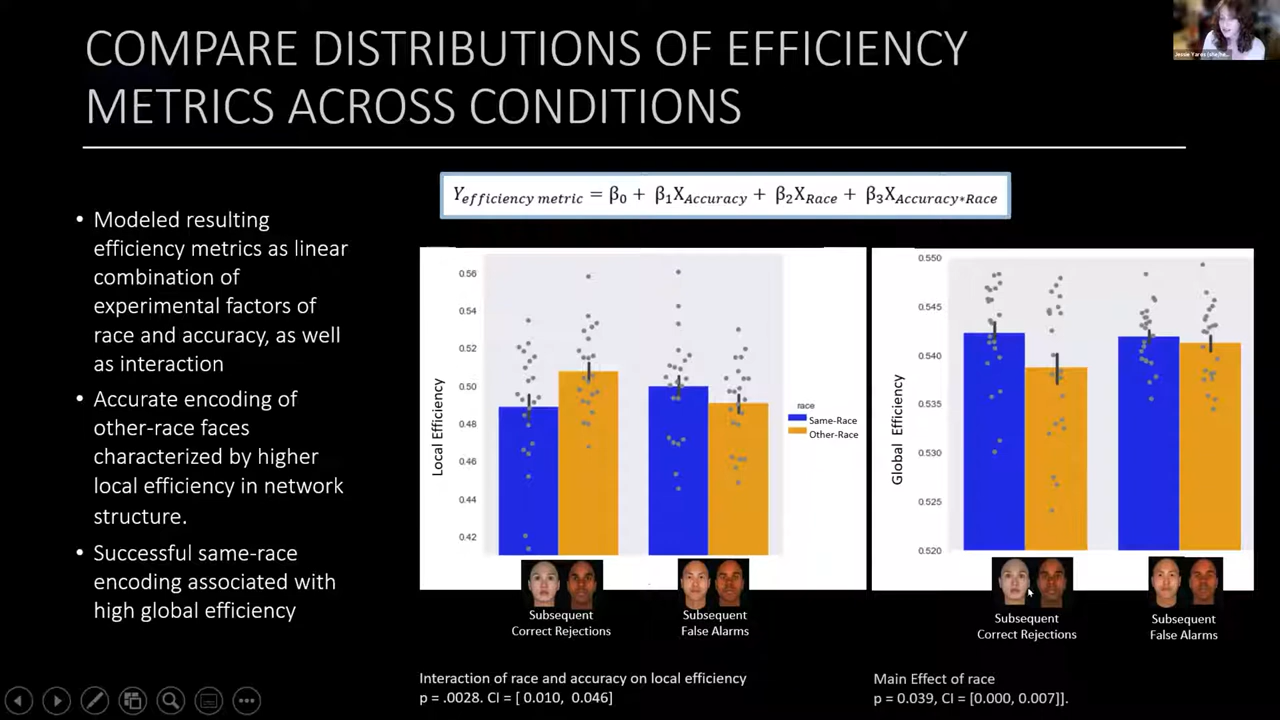 COMPARE DISTRIBUTIONS OF EFFICIENCY
METRICS ACROSS CONDITIONS
Y efficiency metric = β0 + β1XAccuracy + β2XRace + β3XAccuracy*Race
• Modeled resulting
efficiency metrics as linear
combination of
experimental factors of
race and accuracy, as well
as interaction
• Accurate encoding of
other-race faces
characterized by higher
local efficiency in network
structure.
• Successful same-race
encoding associated with
high global efficiency
Local Efficiency
0.56
0.54
0.52
0.50
0.48
0.46
0.44
0.42
race
Same-Race
Other-Race
Subsequent
Correct Rejections
Subsequent
False Alarms
Interaction of race and accuracy on local efficiency
p = .0028. CI = [ 0.010, 0.046]
Global Efficiency
0.550
0.545
0.540
0.535
0.530
0.525
0.520
Subsequent
Correct Rejections
Subsequent
False Alarms
Main Effect of race
p = 0.039, CI = [0.000, 0.007]].